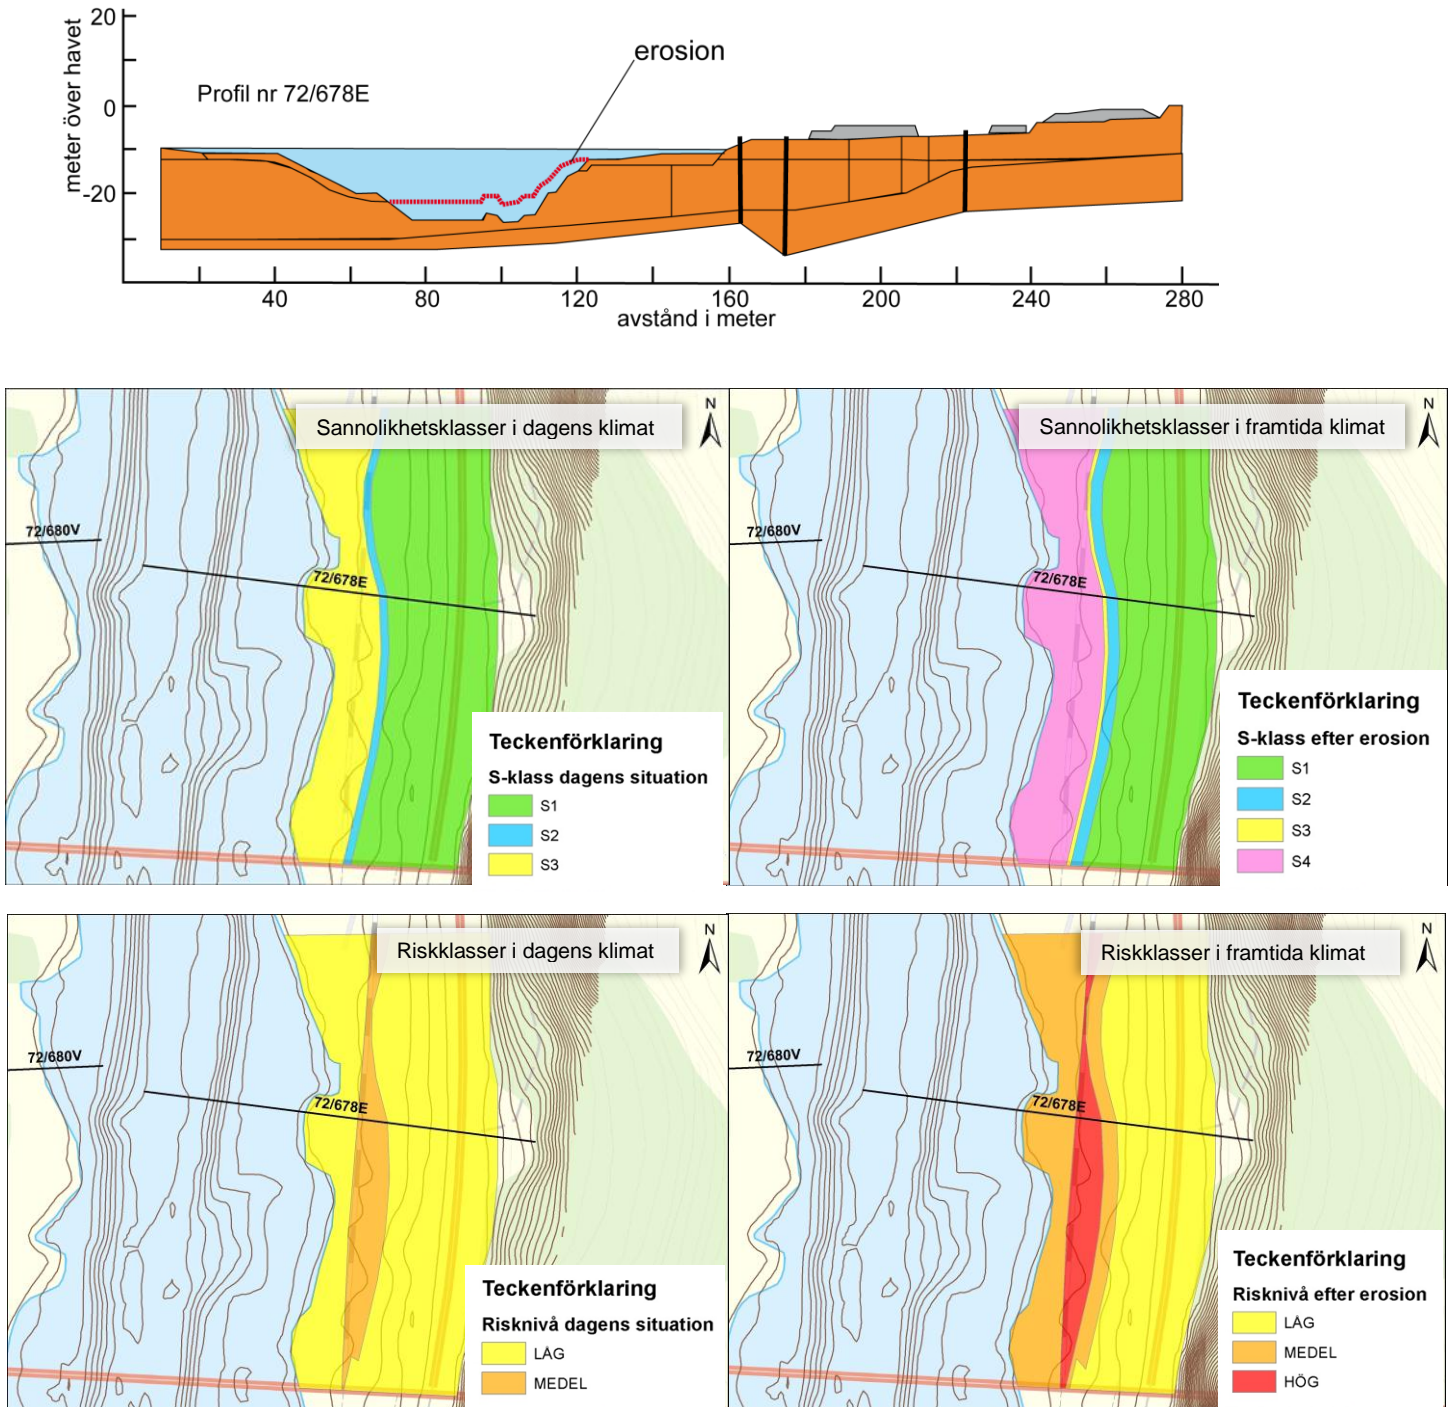 20
erosion
Profil nr 72/678E
0
-20
meter över havet
40 80 120 160 200 240 280
avstånd i meter
Sannolikhetsklasser i dagens klimat
N
72/680V
72/678E
Teckenförklaring
S-klass dagens situation
S1
S2
S3
Sannolikhetsklasser i framtida klimat
N
72/680V
72/678E
Teckenförklaring
S-klass efter erosion
S1
S2
S3
S4
Riskklasser i dagens klimat
N
72/680V
72/678E
Teckenförklaring
Risknivå dagens situation
LÅG
MEDEL
Riskklasser i framtida klimat
N
72/680V
72/678E
Teckenförklaring
Risknivå efter erosion
LÅG
MEDEL
HÖG